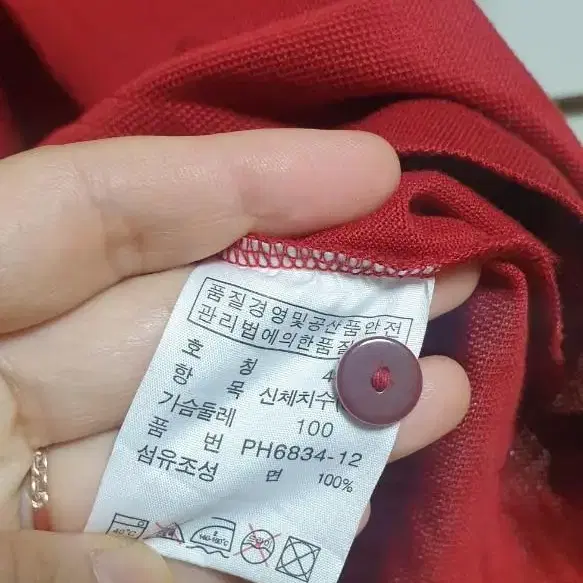 품질경영및공산품안전
관리법에의한품질
호 칭 4
항 목 신체치수
가슴둘레 100
품 번 PH6834-12
섬유조성 면 100%
40℃